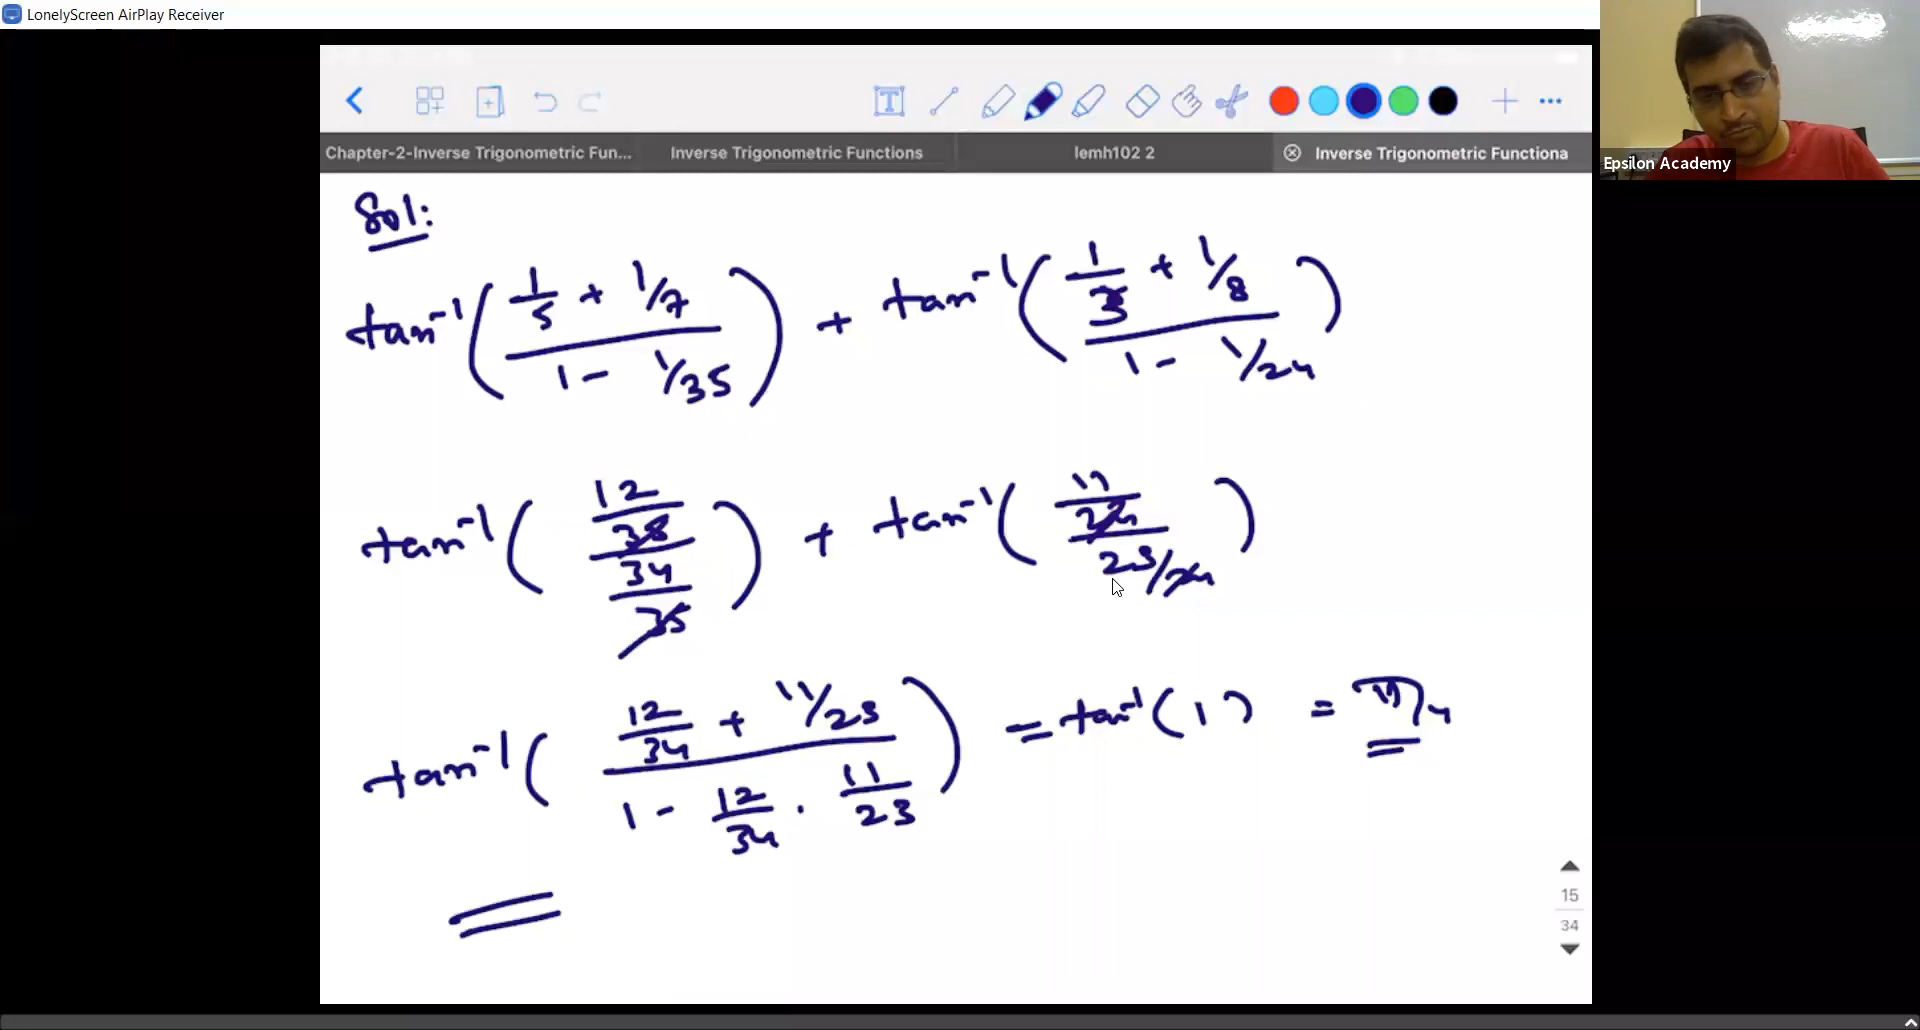 LonelyScreen AirPlay Receiver
Epsilon Academy
Chapter-2-Inverse Trigonometric Fun... Inverse Trigonometric Functions lemh102 2 Inverse Trigonometric Functiona
Sol:
tan⁻¹( (1/5 + 1/7) / (1 - 1/35) ) + tan⁻¹( (1/3 + 1/8) / (1 - 1/24) )
tan⁻¹( (12/35) / (34/35) ) + tan⁻¹( (11/24) / (23/24) )
tan⁻¹( (12/34 + 11/23) / (1 - 12/34 · 11/23) ) = tan⁻¹(1) = π/4
15
34